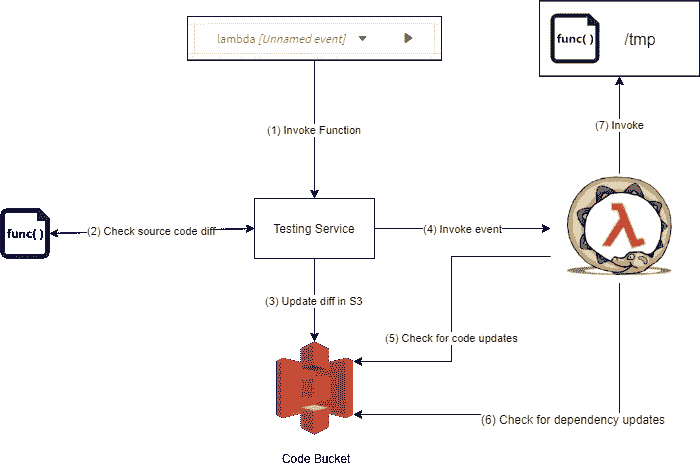 lambda [Unnamed event]
func( )
/tmp
(1) Invoke Function
(7) Invoke
func( )
(2) Check source code diff
Testing Service
(4) Invoke event
λ
(3) Update diff in S3
(5) Check for code updates
(6) Check for dependency updates
Code Bucket